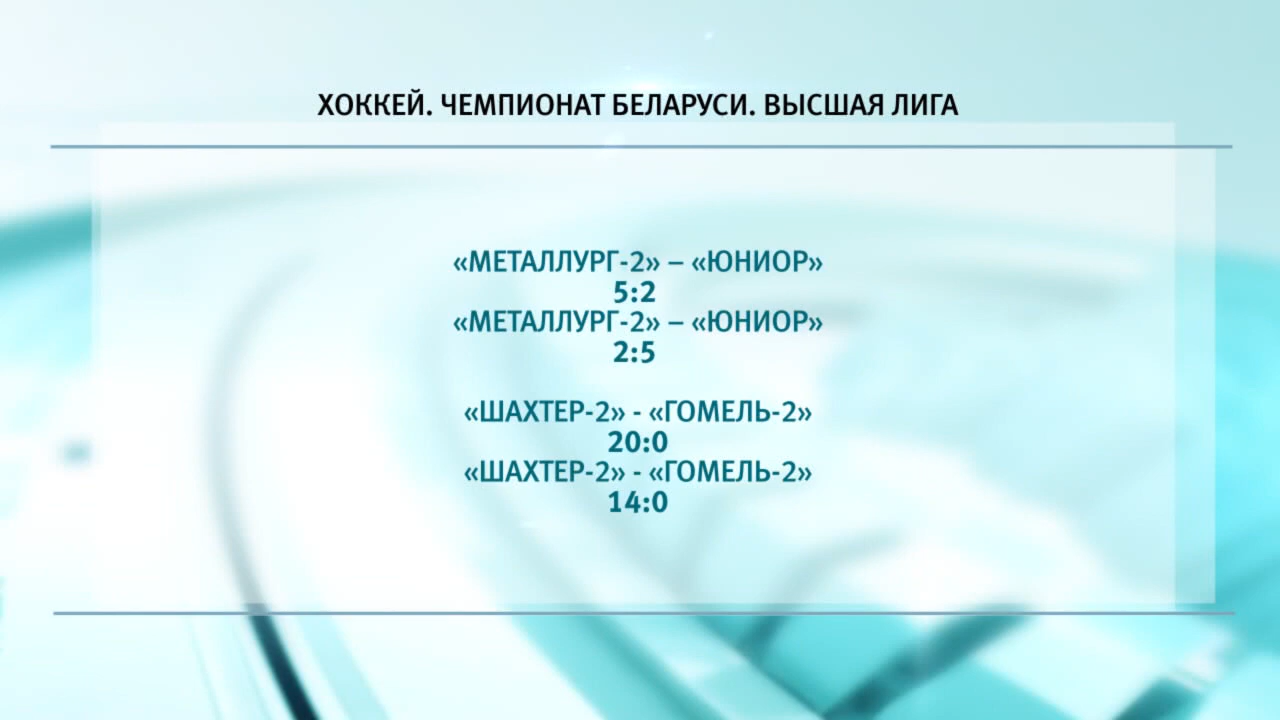 ХОККЕЙ. ЧЕМПИОНАТ БЕЛАРУСИ. ВЫСШАЯ ЛИГА
«МЕТАЛЛУРГ-2» – «ЮНИОР»
5:2
«МЕТАЛЛУРГ-2» – «ЮНИОР»
2:5
«ШАХТЕР-2» - «ГОМЕЛЬ-2»
20:0
«ШАХТЕР-2» - «ГОМЕЛЬ-2»
14:0